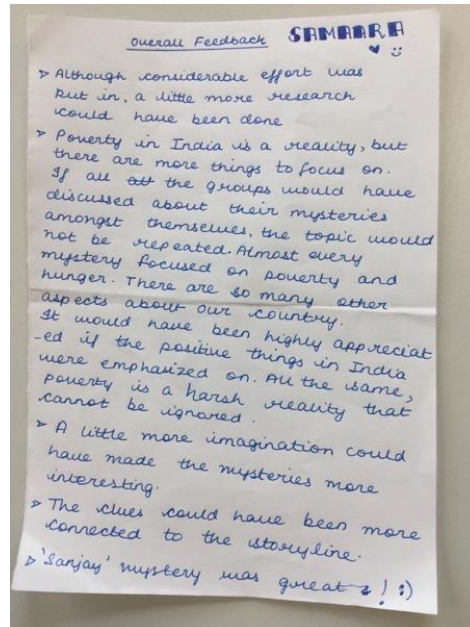 Overall Feedback SAMAARA
♥ :)
> Although considerable effort was
put in, a little more research
could have been done
> Poverty in India is a reality, but
there are more things to focus on.
If all the groups would have
discussed about their mysteries
amongst themselves, the topic would
not be repeated. Almost every
mystery focused on poverty and
hunger. There are so many other
aspects about our country.
It would have been highly appreciat
-ed if the positive things in India
were emphasized on. All the same,
poverty is a harsh reality that
cannot be ignored.
> A little more imagination could
have made the mysteries more
interesting.
> The clues could have been more
connected to the storyline.
> 'Sanjay' mystery was great ! :)